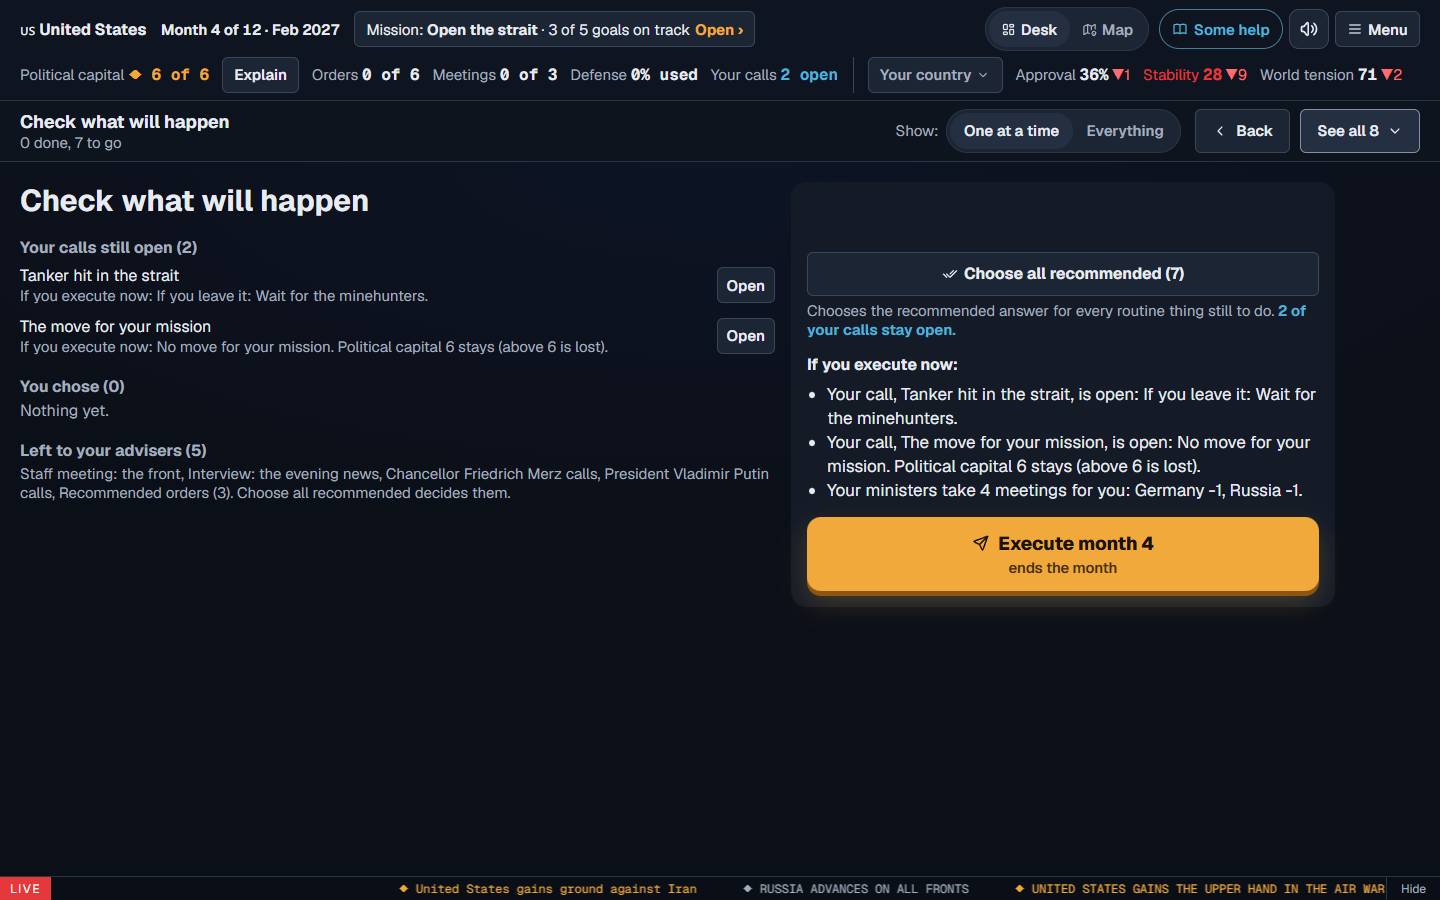 US United States Month 4 of 12 · Feb 2027 Mission: Open the strait · 3 of 5 goals on track Open › Desk Map Some help Menu
Political capital ◆ 6 of 6 Explain Orders 0 of 6 Meetings 0 of 3 Defense 0% used Your calls 2 open Your country Approval 36% ▼1 Stability 28 ▼9 World tension 71 ▼2
Check what will happen
0 done, 7 to go
Show: One at a time Everything Back See all 8
Check what will happen
Your calls still open (2)
Tanker hit in the strait
If you execute now: If you leave it: Wait for the minehunters.
Open
The move for your mission
If you execute now: No move for your mission. Political capital 6 stays (above 6 is lost).
Open
You chose (0)
Nothing yet.
Left to your advisers (5)
Staff meeting: the front, Interview: the evening news, Chancellor Friedrich Merz calls, President Vladimir Putin
calls, Recommended orders (3). Choose all recommended decides them.
Choose all recommended (7)
Chooses the recommended answer for every routine thing still to do. 2 of
your calls stay open.
If you execute now:
• Your call, Tanker hit in the strait, is open: If you leave it: Wait for
the minehunters.
• Your call, The move for your mission, is open: No move for your
mission. Political capital 6 stays (above 6 is lost).
• Your ministers take 4 meetings for you: Germany -1, Russia -1.
Execute month 4
ends the month
LIVE ◆ United States gains ground against Iran ◆ RUSSIA ADVANCES ON ALL FRONTS ◆ UNITED STATES GAINS THE UPPER HAND IN THE AIR WAR Hide